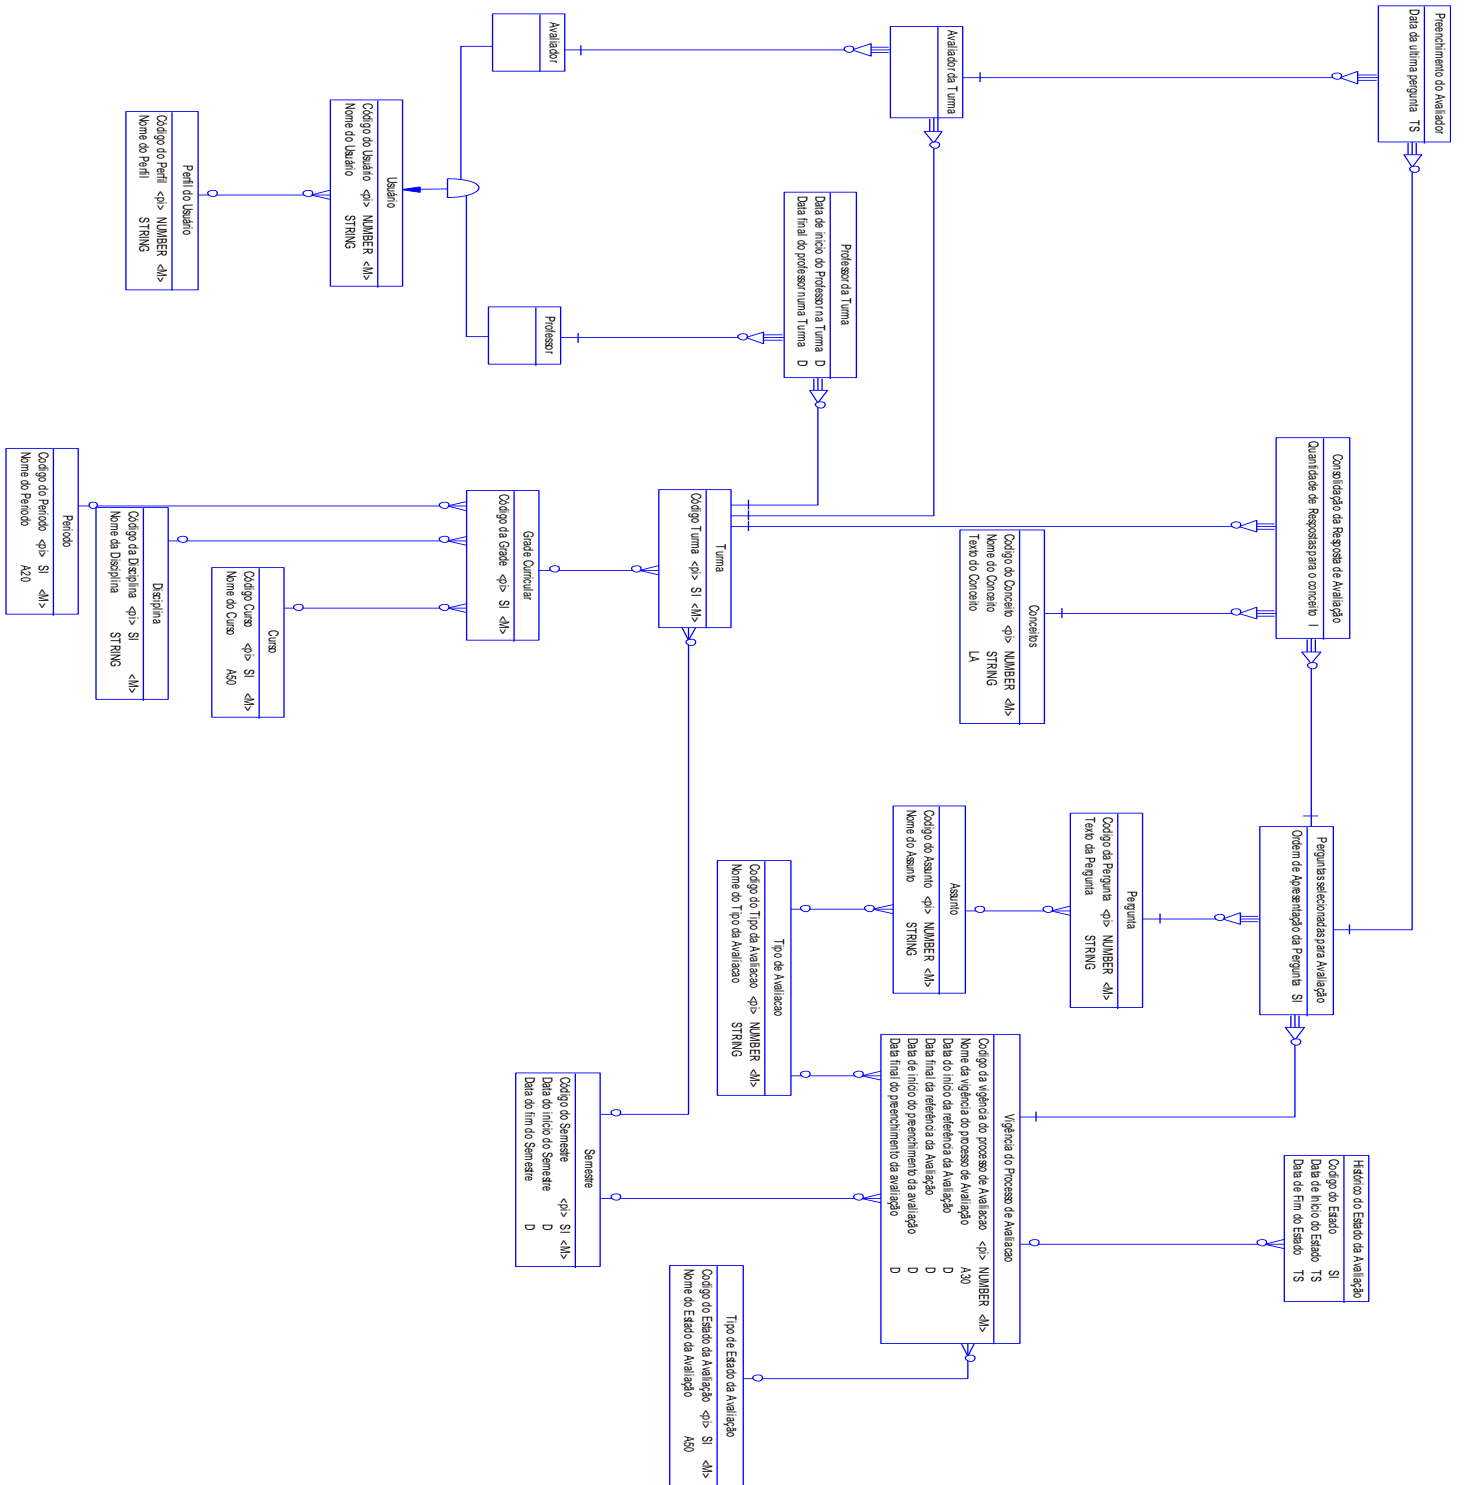 Preenchimento do Avaliador
Data da ultima pergunta TS
Histórico do Estado da Avaliação
Codigo do Estado SI
Data de Inicio do Estado TS
Data de Fim do Estado TS
Consolidação da Resposta de Avaliação
Quantidade de Respostas para o conceito I
Perguntas selecionadas para Avaliação
Ordem de Apresentação da Pergunta SI
Pergunta
Codigo da Pergunta <pi> NUMBER <M>
Texto da Pergunta STRING
Conceitos
Codigo do Conceito <pi> NUMBER <M>
Nome do Conceito STRING
Texto do Conceito LA
Vigência do Processo de Avaliacao
Codigo da vigência do processo de Avaliacao <pi> NUMBER <M>
Nome da vigência do processo de Avaliação A30
Data do início da referência da Avaliação D
Data final da referência da Avaliação D
Data de início do preenchimento da avaliação D
Data final do preenchimento da avaliação D
Avaliador da Turma
Assunto
Codigo do Assunto <pi> NUMBER <M>
Nome do Assunto STRING
Professor da Turma
Data de inicio do Professor na Turma D
Data final do professor numa Turma D
Tipo de Avaliacao
Codigo do Tipo da Avaliacao <pi> NUMBER <M>
Nome do Tipo da Avaliacao STRING
Turma
Código Turma <pi> SI <M>
Tipo de Estado da Avaliação
Codigo do Estado da Avaliação <pi> SI <M>
Nome do Estado da Avaliação A50
Semestre
Código do Semestre <pi> SI <M>
Data do início do Semestre D
Data do fim do Semestre D
Avaliador
Professor
Grade Curricular
Código da Grade <pi> SI <M>
Usuário
Código do Usuário <pi> NUMBER <M>
Nome do Usuário STRING
Curso
Código Curso <pi> SI <M>
Nome do Curso A50
Perfil do Usuário
Código do Perfil <pi> NUMBER <M>
Nome do Perfil STRING
Disciplina
Código da Disciplina <pi> SI <M>
Nome da Disciplina STRING
Periodo
Codigo do Periodo <pi> SI <M>
Nome do Periodo A20